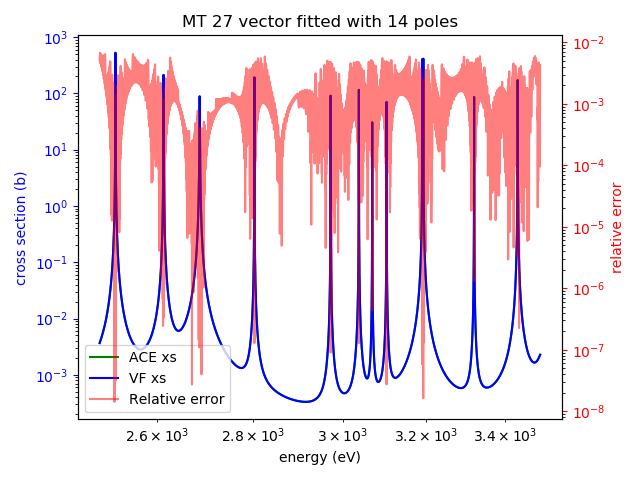 MT 27 vector fitted with 14 poles
10³
10²
10¹
10⁰
10⁻¹
10⁻²
10⁻³
cross section (b)
10⁻²
10⁻³
10⁻⁴
10⁻⁵
10⁻⁶
10⁻⁷
10⁻⁸
relative error
ACE xs
VF xs
Relative error
2.6 × 10³ 2.8 × 10³ 3 × 10³ 3.2 × 10³ 3.4 × 10³
energy (eV)